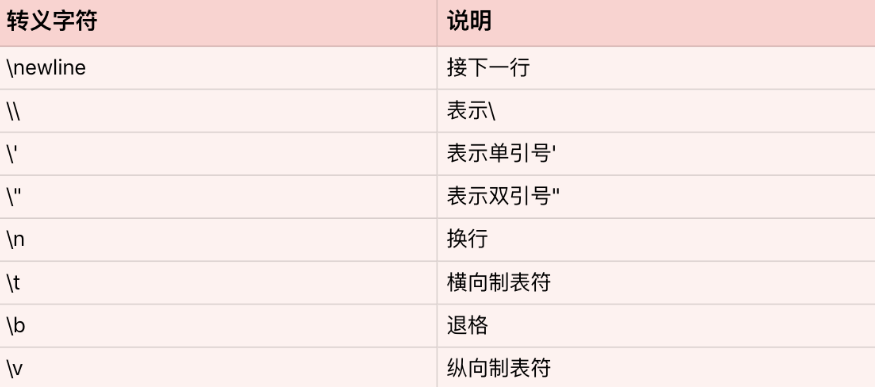 转义字符 说明
\newline 接下一行
\\ 表示\
\' 表示单引号'
\" 表示双引号"
\n 换行
\t 横向制表符
\b 退格
\v 纵向制表符